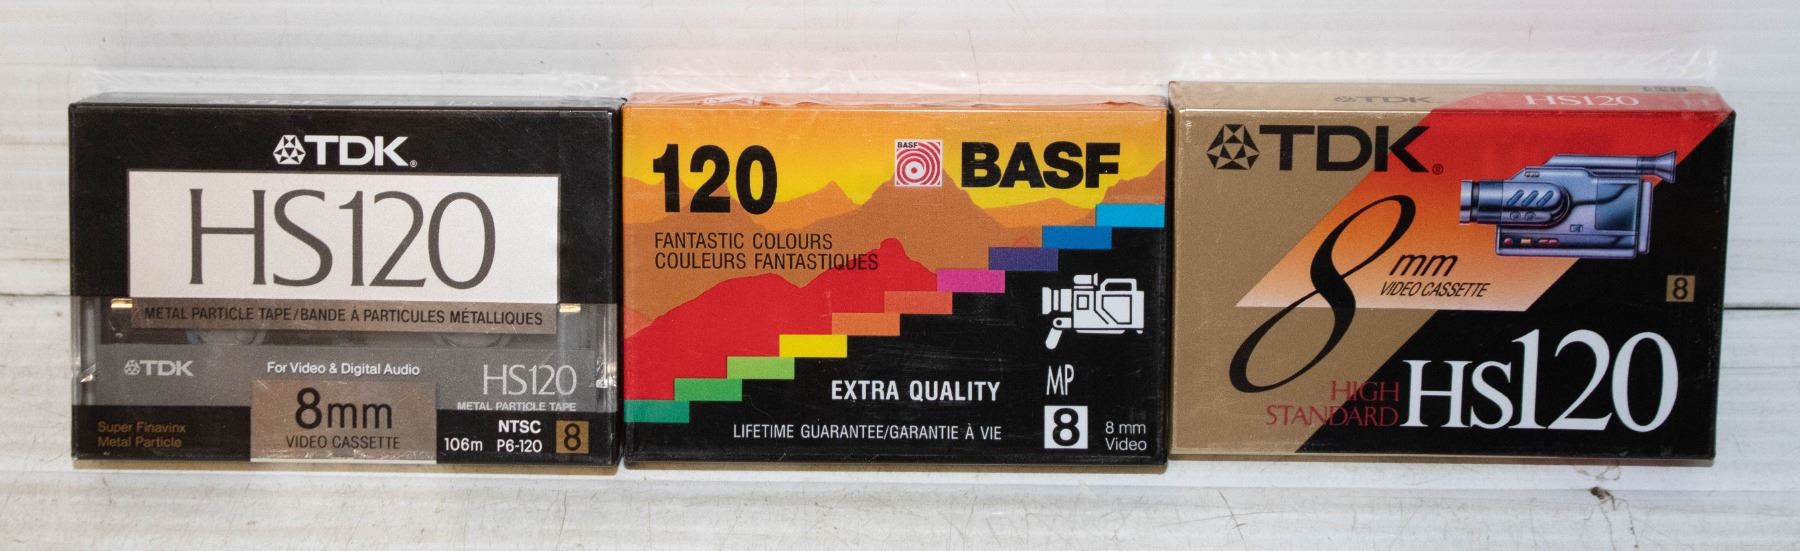 TDK®
HS120
METAL PARTICLE TAPE/BANDE À PARTICULES MÉTALLIQUES
TDK
For Video & Digital Audio
HS120
METAL PARTICLE TAPE
8mm
VIDEO CASSETTE
Super Finavinx
Metal Particle
NTSC
106m P6-120
8
120
BASF
BASF
FANTASTIC COLOURS
COULEURS FANTASTIQUES
EXTRA QUALITY
MP
LIFETIME GUARANTEE/GARANTIE À VIE
8
8 mm
Video
TDK
HS120
TDK®
8 mm
VIDEO CASSETTE
8
HIGH
STANDARD
HS120